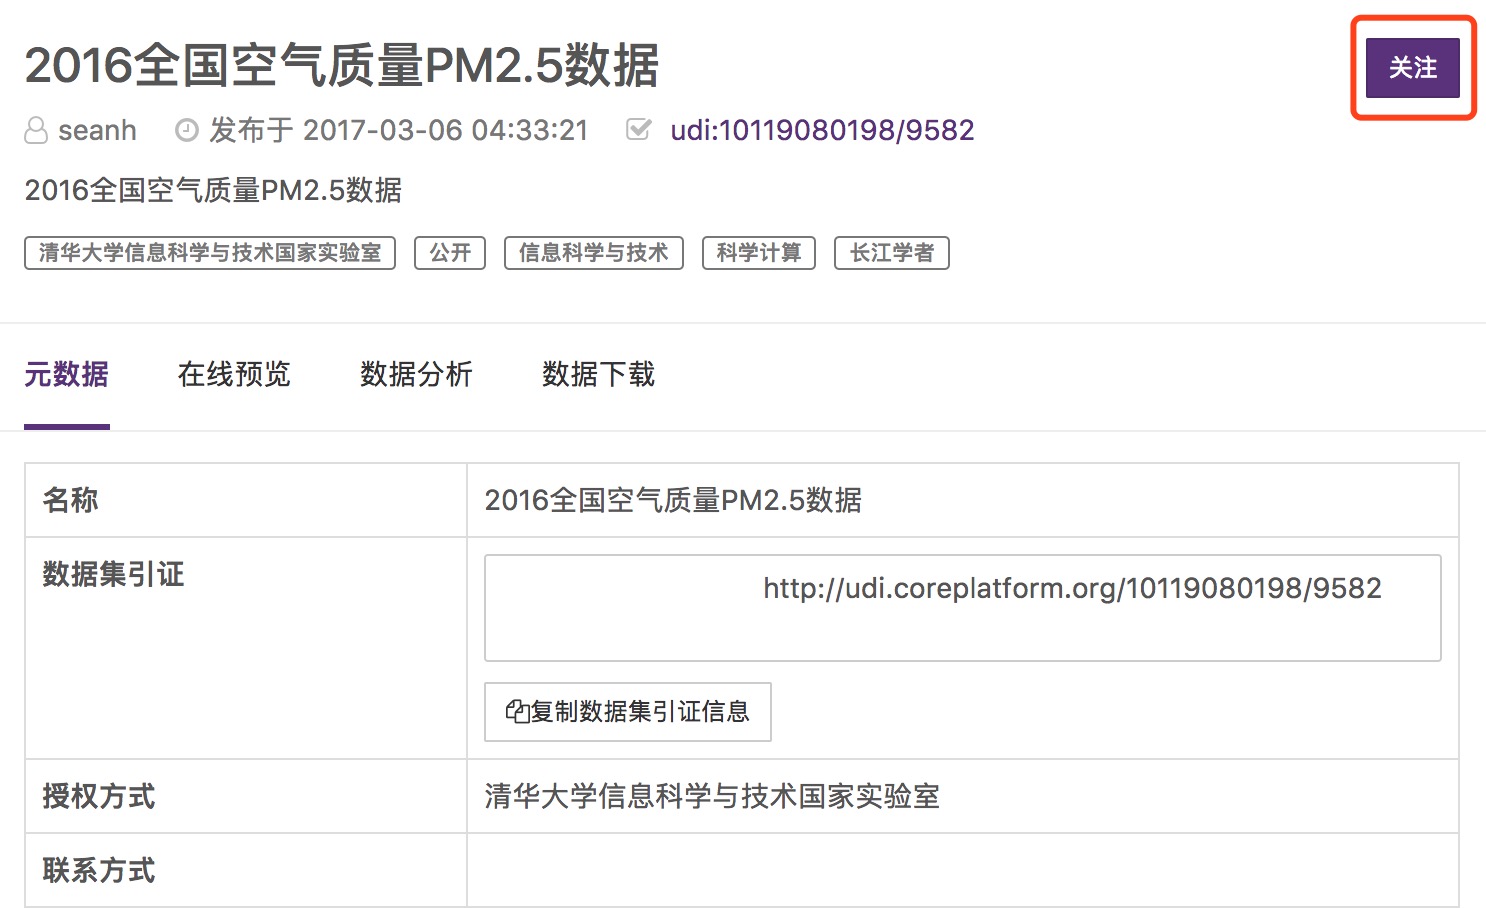 2016全国空气质量PM2.5数据
关注
seanh 发布于 2017-03-06 04:33:21 udi:10119080198/9582
2016全国空气质量PM2.5数据
清华大学信息科学与技术国家实验室 公开 信息科学与技术 科学计算 长江学者
元数据 在线预览 数据分析 数据下载
名称 2016全国空气质量PM2.5数据
数据集引证 http://udi.coreplatform.org/10119080198/9582
复制数据集引证信息
授权方式 清华大学信息科学与技术国家实验室
联系方式